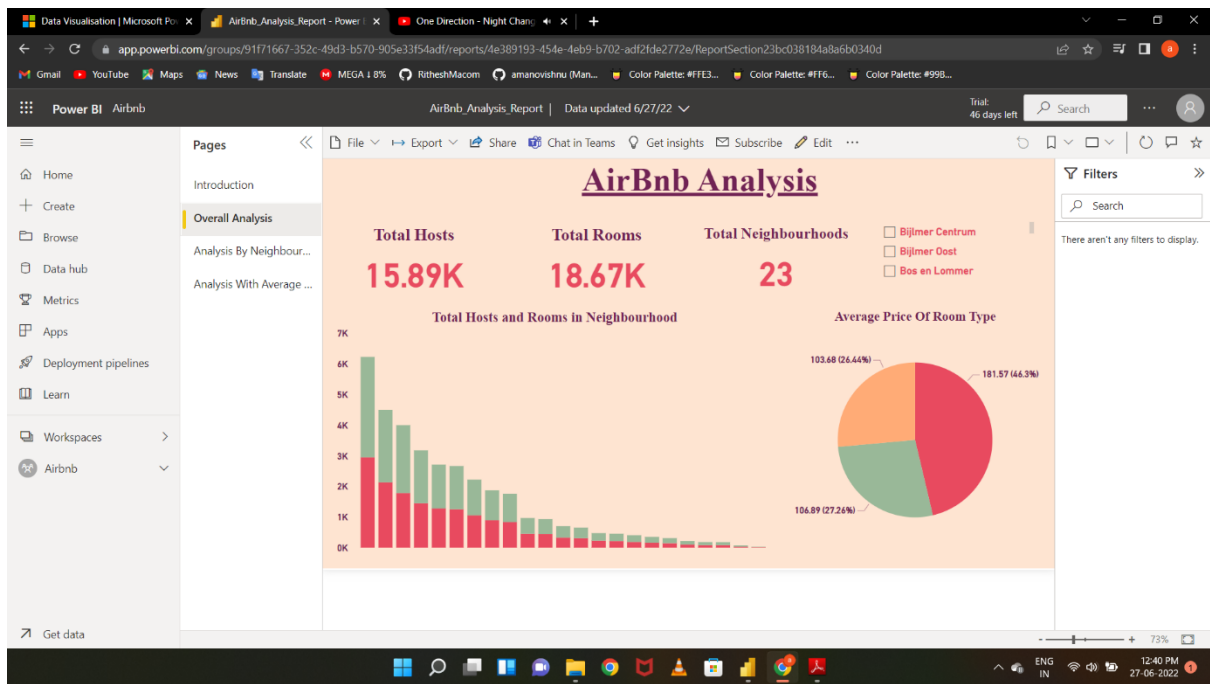 Data Visualisation | Microsoft Po
AirBnb_Analysis_Report - Power
One Direction - Night Chang
app.powerbi.com/groups/91f71667-352c-49d3-b570-905e33f54adf/reports/4e389193-454e-4eb9-b702-adf2fde2772e/ReportSection23bc038184a8a6b0340d
a
Gmail YouTube Maps News Translate MEGA ⇩8% RitheshMacom amanovishnu (Man... Color Palette: #FFE3... Color Palette: #FF6... Color Palette: #99B...
Power BI Airbnb
AirBnb_Analysis_Report | Data updated 6/27/22
Trial:
46 days left
Search
Home
Create
Browse
Data hub
Metrics
Apps
Deployment pipelines
Learn
Workspaces
Airbnb
Get data
Pages
Introduction
Overall Analysis
Analysis By Neighbour...
Analysis With Average ...
File Export Share Chat in Teams Get insights Subscribe Edit
AirBnb Analysis
Total Hosts
15.89K
Total Rooms
18.67K
Total Neighbourhoods
23
Bijlmer Centrum
Bijlmer Oost
Bos en Lommer
Total Hosts and Rooms in Neighbourhood
7K
6K
5K
4K
3K
2K
1K
0K
Average Price Of Room Type
103.68 (26.44%)
181.57 (46.3%)
106.89 (27.26%)
Filters
Search
There aren't any filters to display.
- + 73%
ENG
IN
12:40 PM
27-06-2022
1